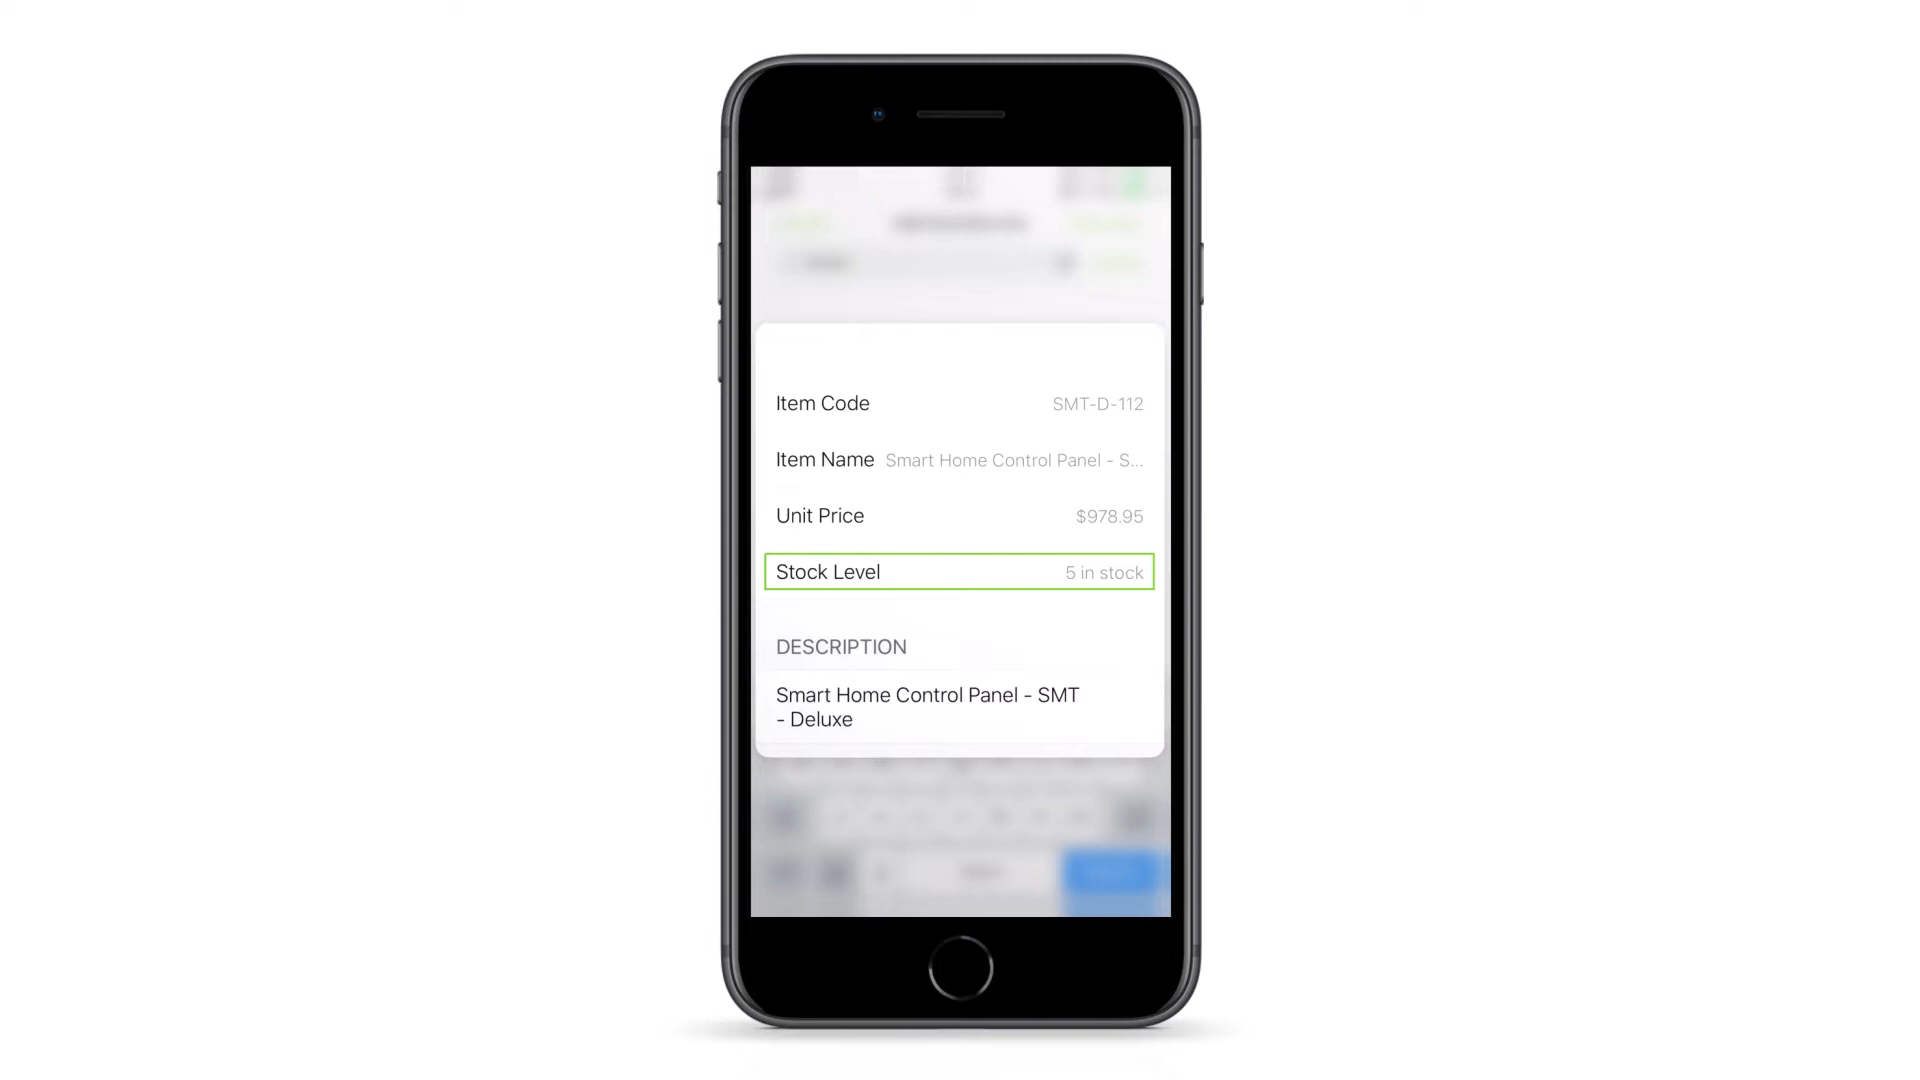 Item Code SMT-D-112
Item Name Smart Home Control Panel - S...
Unit Price $978.95
Stock Level 5 in stock
DESCRIPTION
Smart Home Control Panel - SMT
- Deluxe